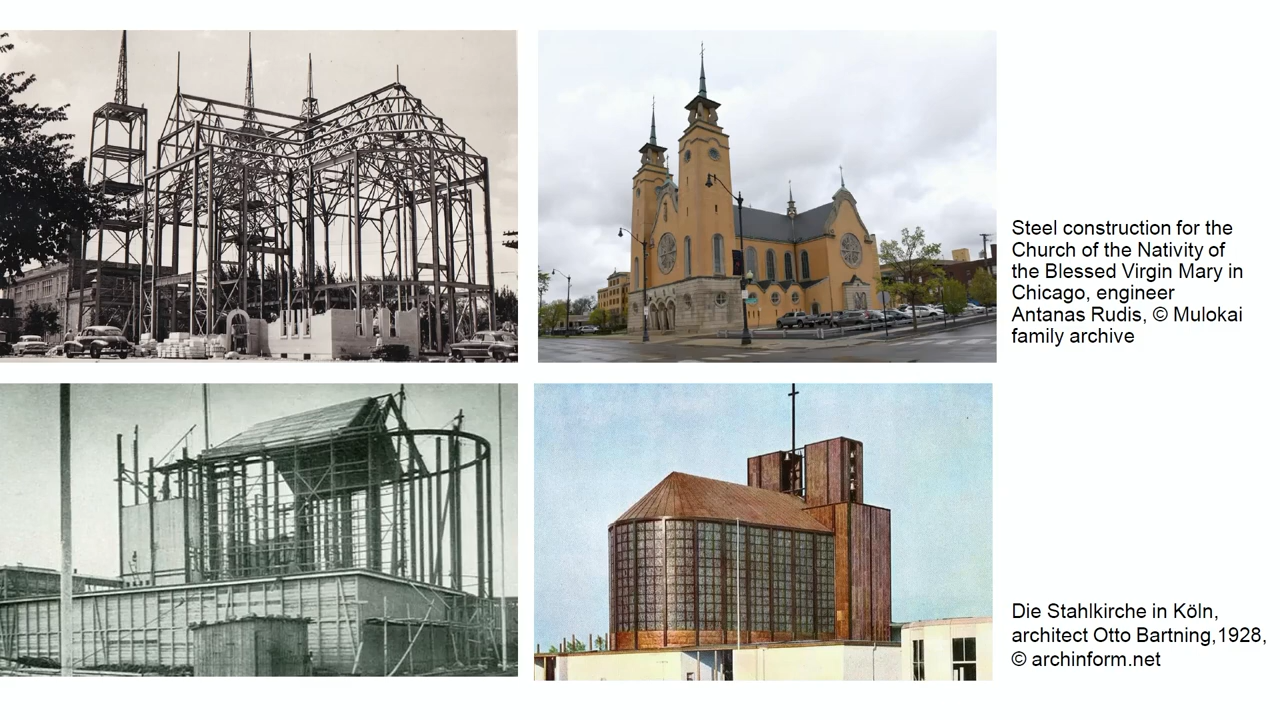 Steel construction for the
Church of the Nativity of
the Blessed Virgin Mary in
Chicago, engineer
Antanas Rudis, © Mulokai
family archive
Die Stahlkirche in Köln,
architect Otto Bartning,1928,
© archinform.net